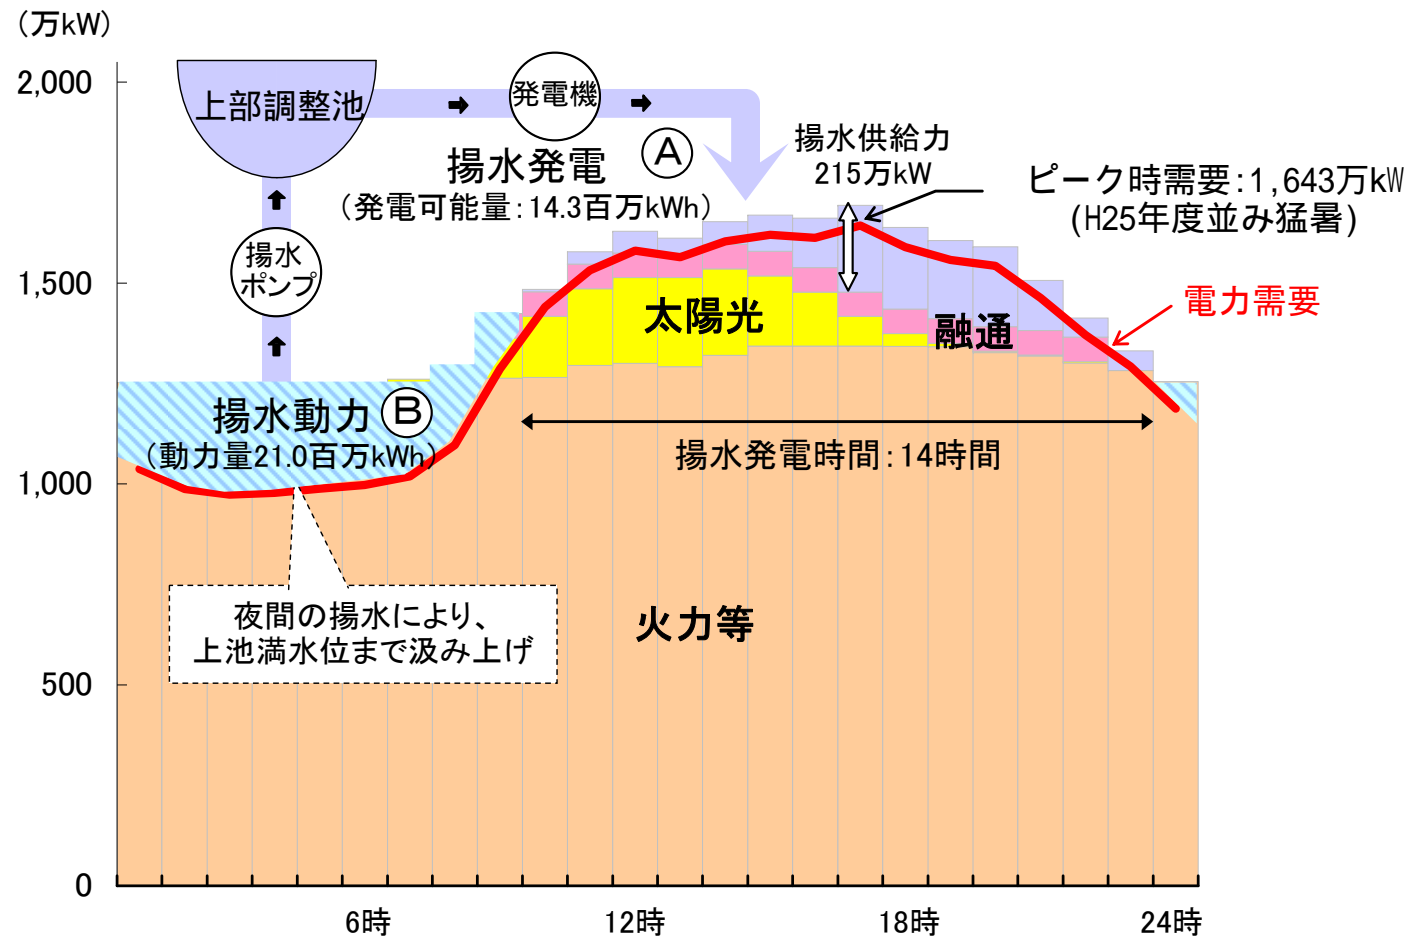 （万kW）
2,000
1,500
1,000
500
0
上部調整池
発電機
揚水発電 Ⓐ
（発電可能量：14.3百万kWh）
揚水供給力
215万kW
ピーク時需要：1,643万kW
(H25年度並み猛暑)
揚水
ポンプ
電力需要
太陽光
融通
揚水動力 Ⓑ
（動力量21.0百万kWh）
揚水発電時間：14時間
夜間の揚水により、
上池満水位まで汲み上げ
火力等
6時
12時
18時
24時